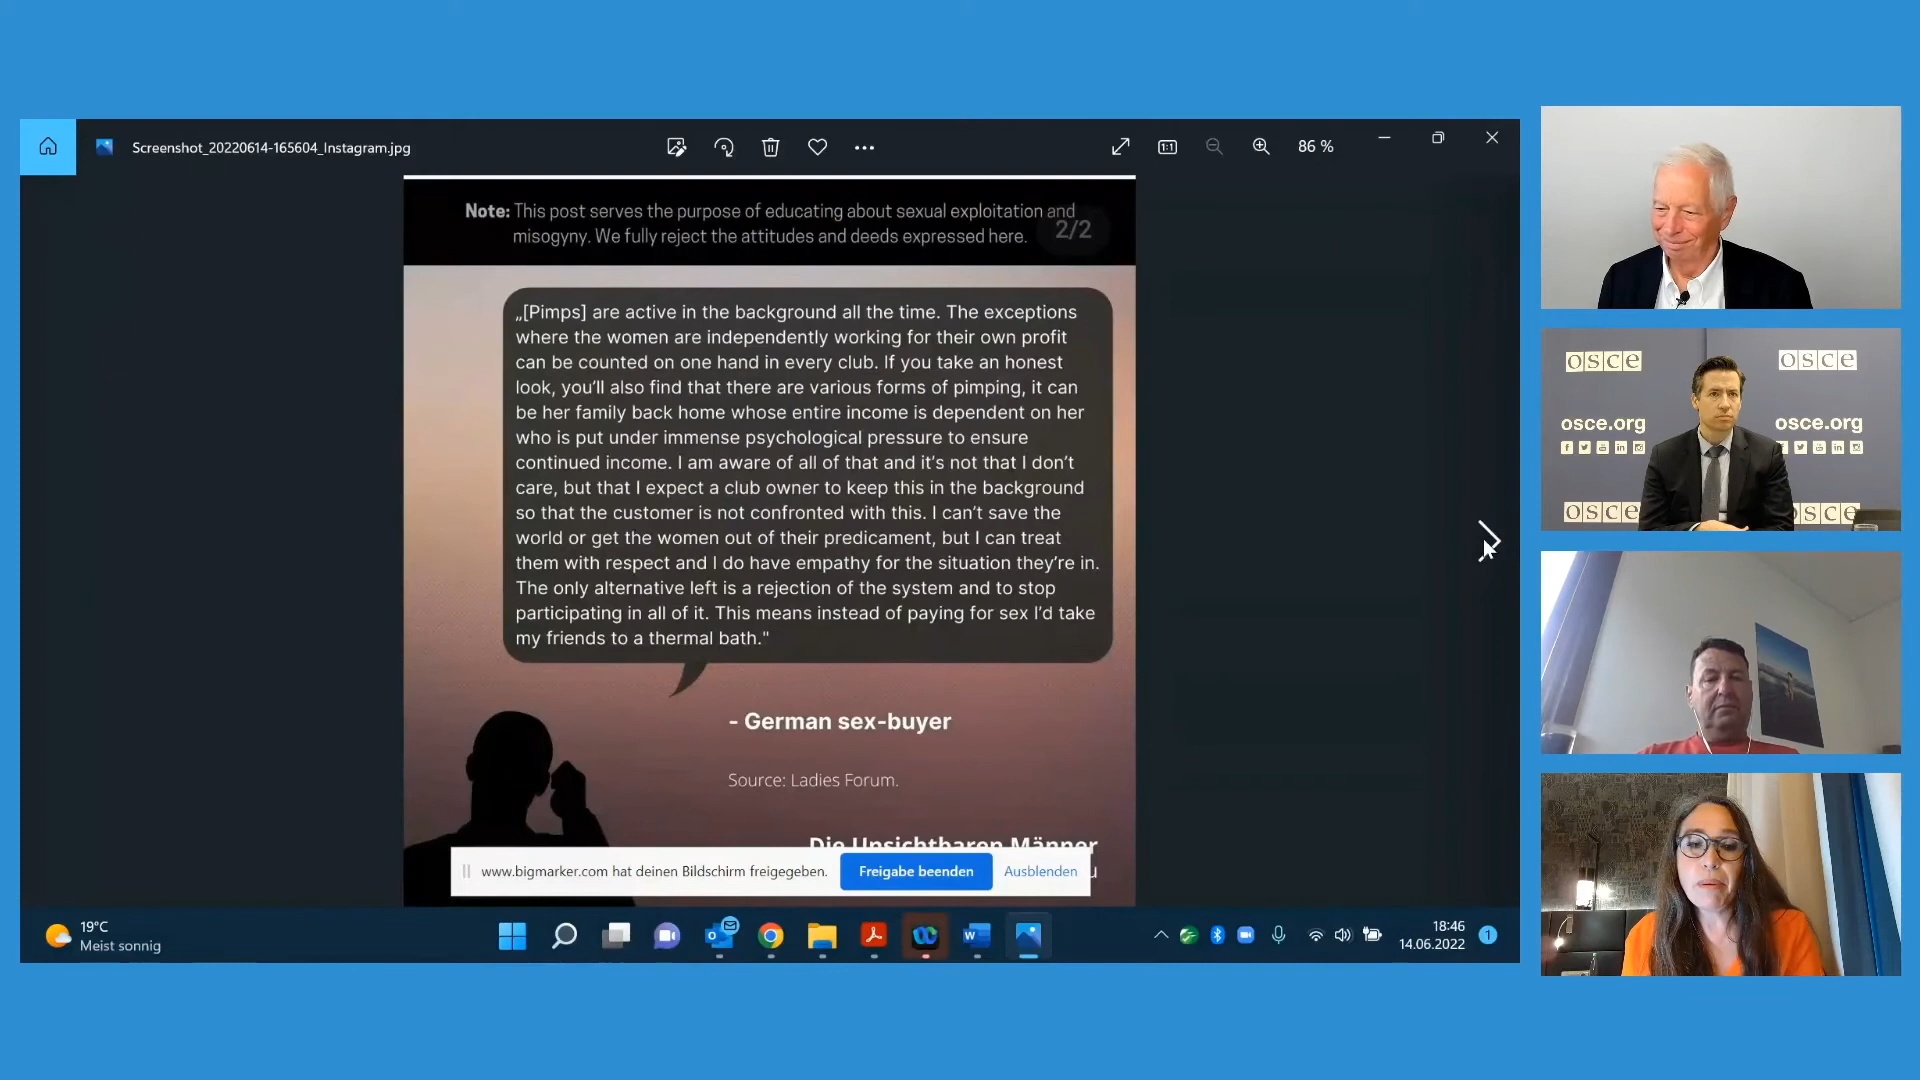 Screenshot_20220614-165604_Instagram.jpg
1:1
86 %
Note: This post serves the purpose of educating about sexual exploitation and
misogyny. We fully reject the attitudes and deeds expressed here.
2/2
„[Pimps] are active in the background all the time. The exceptions
where the women are independently working for their own profit
can be counted on one hand in every club. If you take an honest
look, you'll also find that there are various forms of pimping, it can
be her family back home whose entire income is dependent on her
who is put under immense psychological pressure to ensure
continued income. I am aware of all of that and it's not that I don't
care, but that I expect a club owner to keep this in the background
so that the customer is not confronted with this. I can't save the
world or get the women out of their predicament, but I can treat
them with respect and I do have empathy for the situation they're in.
The only alternative left is a rejection of the system and to stop
participating in all of it. This means instead of paying for sex I'd take
my friends to a thermal bath."
- German sex-buyer
Source: Ladies Forum.
Die Unsichtbaren Männer
www.bigmarker.com hat deinen Bildschirm freigegeben.
Freigabe beenden
Ausblenden
19°C
Meist sonnig
18:46
14.06.2022
1
osce
osce
osce.org
osce.org
osce
osce